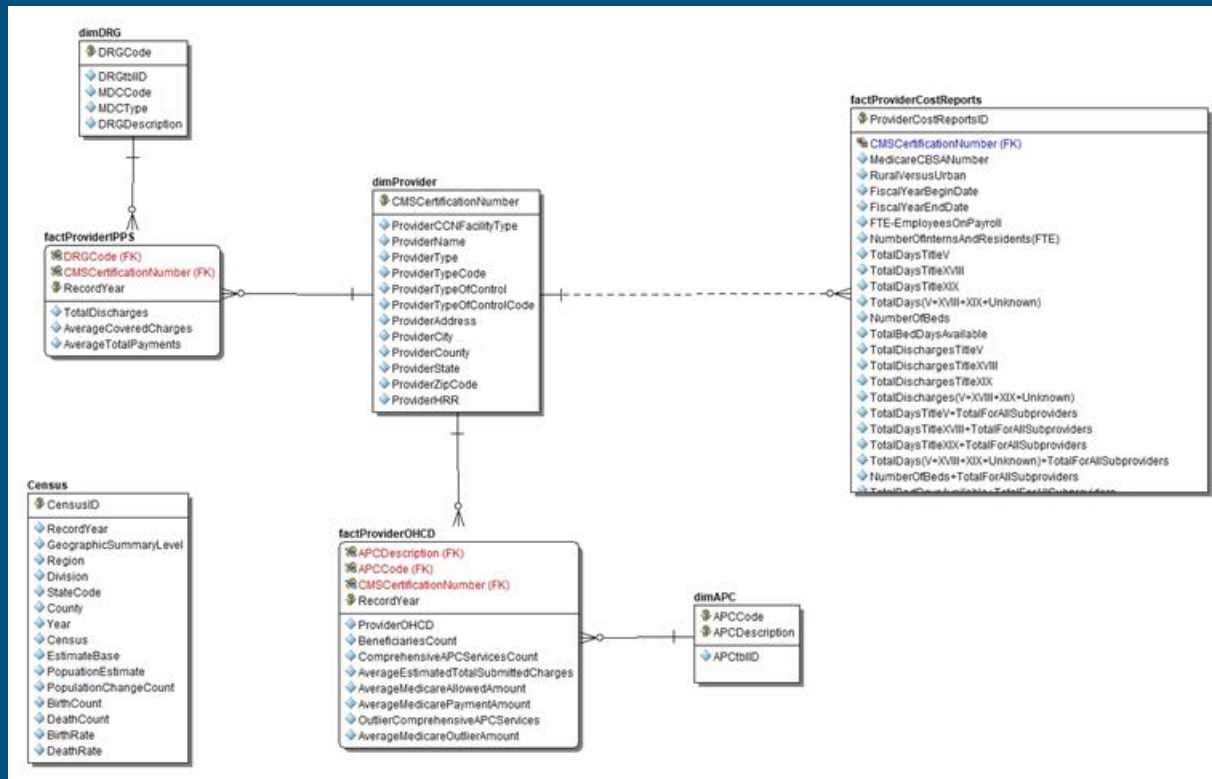 dimDRG
DRGCode
DRGtblID
MDCCode
MDCType
DRGDescription
factProviderIPPS
DRGCode (FK)
CMSCertificationNumber (FK)
RecordYear
TotalDischarges
AverageCoveredCharges
AverageTotalPayments
dimProvider
CMSCertificationNumber
ProviderCCNFacilityType
ProviderName
ProviderType
ProviderTypeCode
ProviderTypeOfControl
ProviderTypeOfControlCode
ProviderAddress
ProviderCity
ProviderCounty
ProviderState
ProviderZipCode
ProviderHRR
factProviderCostReports
ProviderCostReportsID
CMSCertificationNumber (FK)
MedicareCBSANumber
RuralVersusUrban
FiscalYearBeginDate
FiscalYearEndDate
FTE-EmployeesOnPayroll
NumberOfInternsAndResidents(FTE)
TotalDaysTitleV
TotalDaysTitleXVIII
TotalDaysTitleXIX
TotalDays(V+XVIII+XIX+Unknown)
NumberOfBeds
TotalBedDaysAvailable
TotalDischargesTitleV
TotalDischargesTitleXVIII
TotalDischargesTitleXIX
TotalDischarges(V+XVIII+XIX+Unknown)
TotalDaysTitleV+TotalForAllSubproviders
TotalDaysTitleXVIII+TotalForAllSubproviders
TotalDaysTitleXIX+TotalForAllSubproviders
TotalDays(V+XVIII+XIX+Unknown)+TotalForAllSubproviders
NumberOfBeds+TotalForAllSubproviders
TotalBedDaysAvailable+TotalForAllSubproviders
Census
CensusID
RecordYear
GeographicSummaryLevel
Region
Division
StateCode
County
Year
Census
EstimateBase
PopuationEstimate
PopulationChangeCount
BirthCount
DeathCount
BirthRate
DeathRate
factProviderOHCD
APCDescription (FK)
APCCode (FK)
CMSCertificationNumber (FK)
RecordYear
ProviderOHCD
BeneficiariesCount
ComprehensiveAPCServicesCount
AverageEstimatedTotalSubmittedCharges
AverageMedicareAllowedAmount
AverageMedicarePaymentAmount
OutlierComprehensiveAPCServices
AverageMedicareOutlierAmount
dimAPC
APCCode
APCDescription
APCtblID